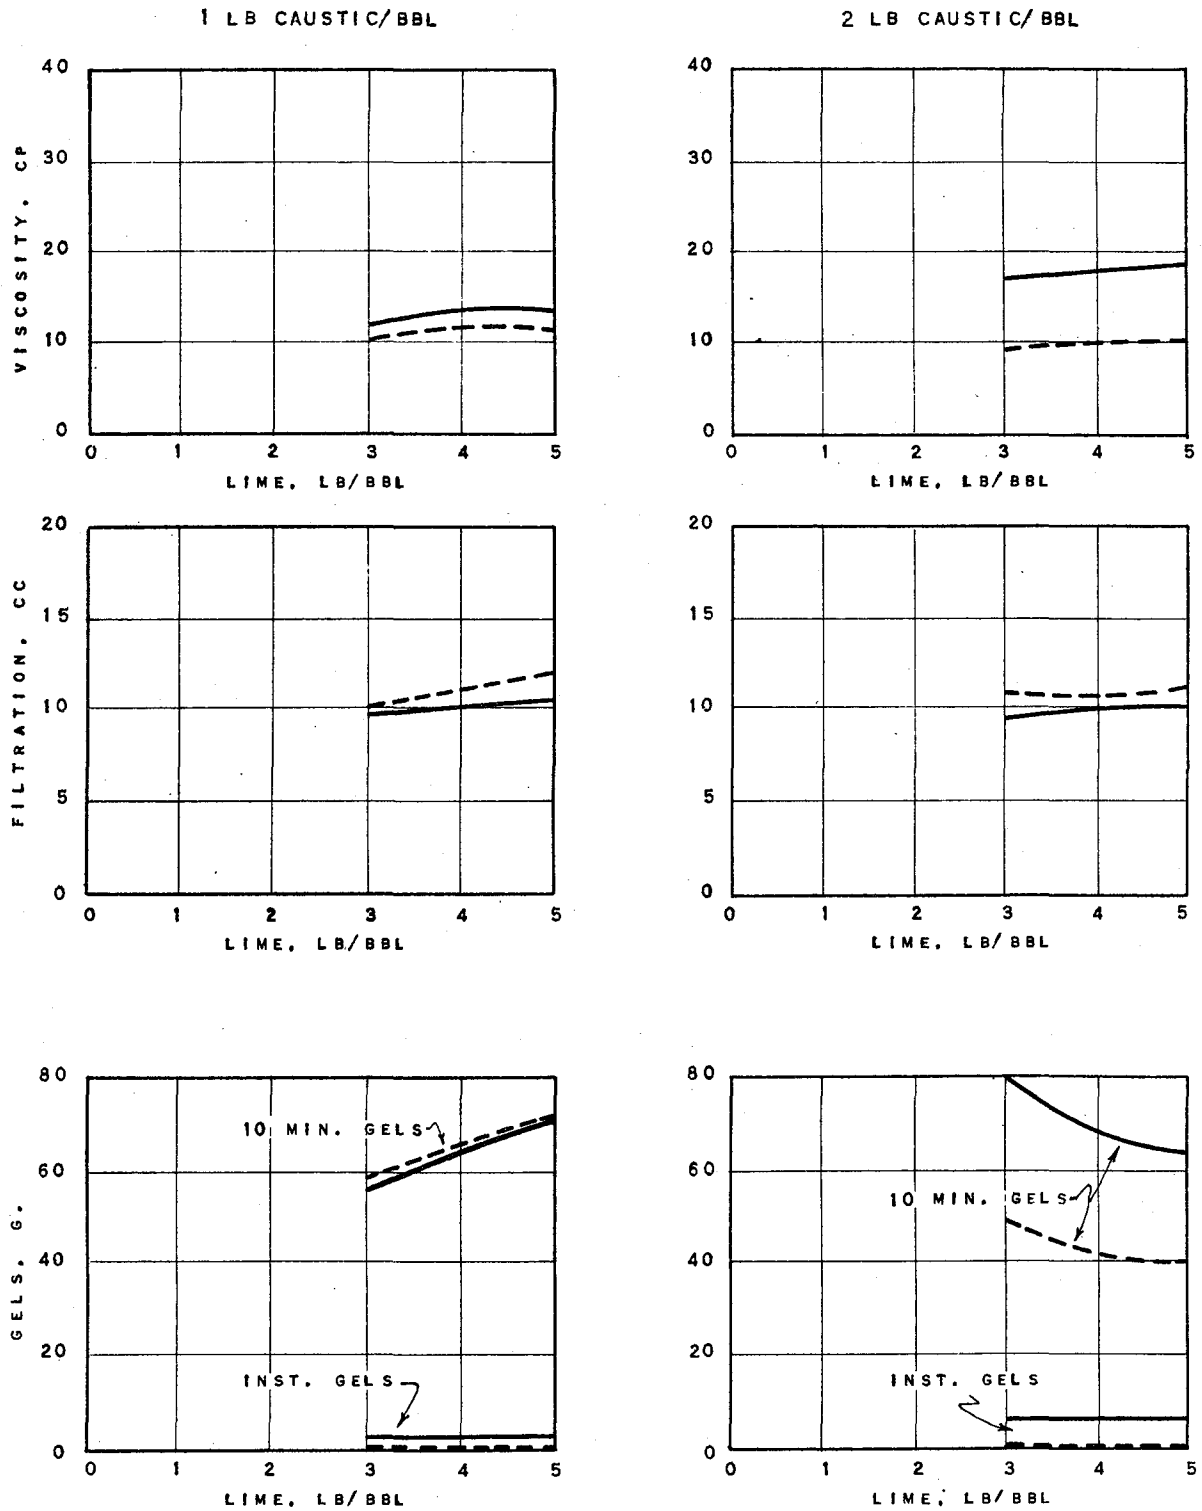 1 LB CAUSTIC/BBL
2 LB CAUSTIC/BBL
40
30
20
10
0
VISCOSITY, CP
0 1 2 3 4 5
LIME, LB/BBL
40
30
20
10
0
0 1 2 3 4 5
LIME, LB/BBL
20
15
10
5
0
FILTRATION, CC
0 1 2 3 4 5
LIME, LB/BBL
20
15
10
5
0
0 1 2 3 4 5
LIME, LB/BBL
80
60
40
20
0
GELS, G.
10 MIN. GELS
INST. GELS
0 1 2 3 4 5
LIME, LB/BBL
80
60
40
20
0
10 MIN. GELS
INST. GELS
0 1 2 3 4 5
LIME, LB/BBL